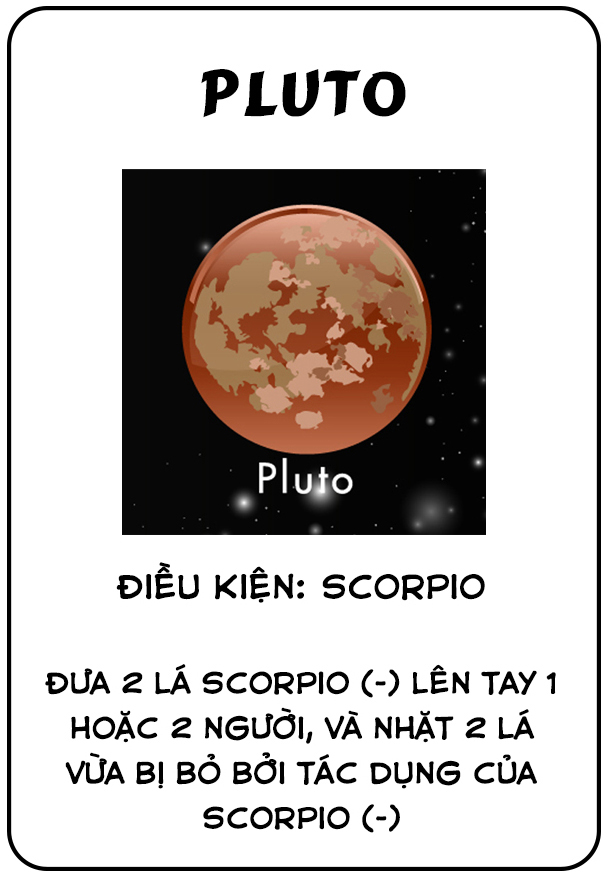 PLUTO
Pluto
ĐIỀU KIỆN: SCORPIO
ĐƯA 2 LÁ SCORPIO (-) LÊN TAY 1
HOẶC 2 NGƯỜI, VÀ NHẶT 2 LÁ
VỪA BỊ BỎ BỞI TÁC DỤNG CỦA
SCORPIO (-)